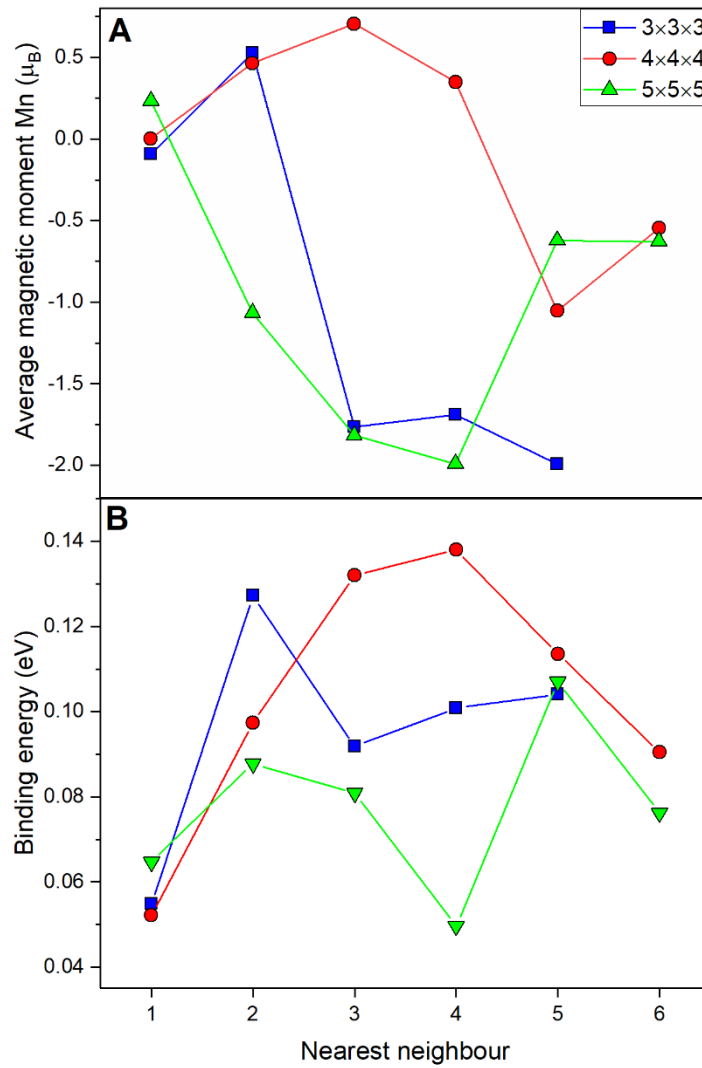 A
3×3×3
4×4×4
5×5×5
Average magnetic moment Mn (μB)
0.5
0.0
-0.5
-1.0
-1.5
-2.0
B
Binding energy (eV)
0.14
0.12
0.10
0.08
0.06
0.04
1 2 3 4 5 6
Nearest neighbour